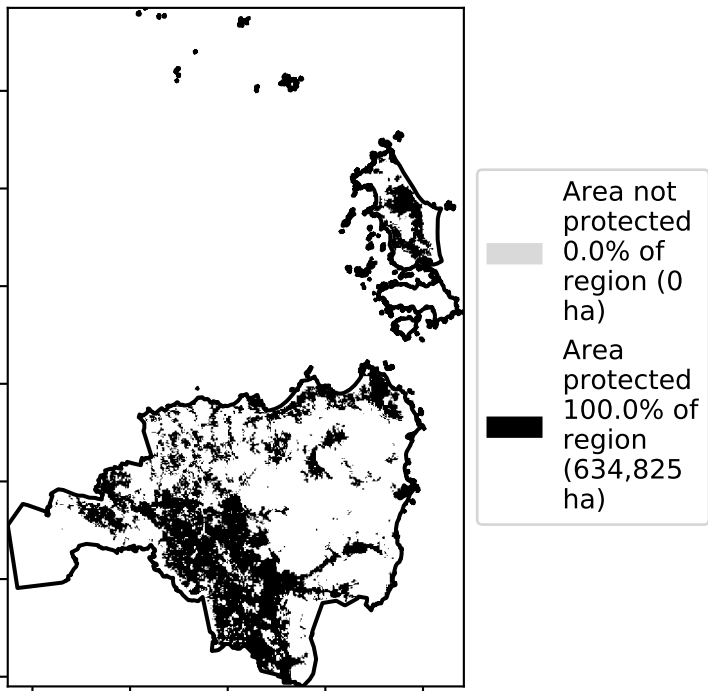 Area not
protected
0.0% of
region (0
ha)
Area
protected
100.0% of
region
(634,825
ha)